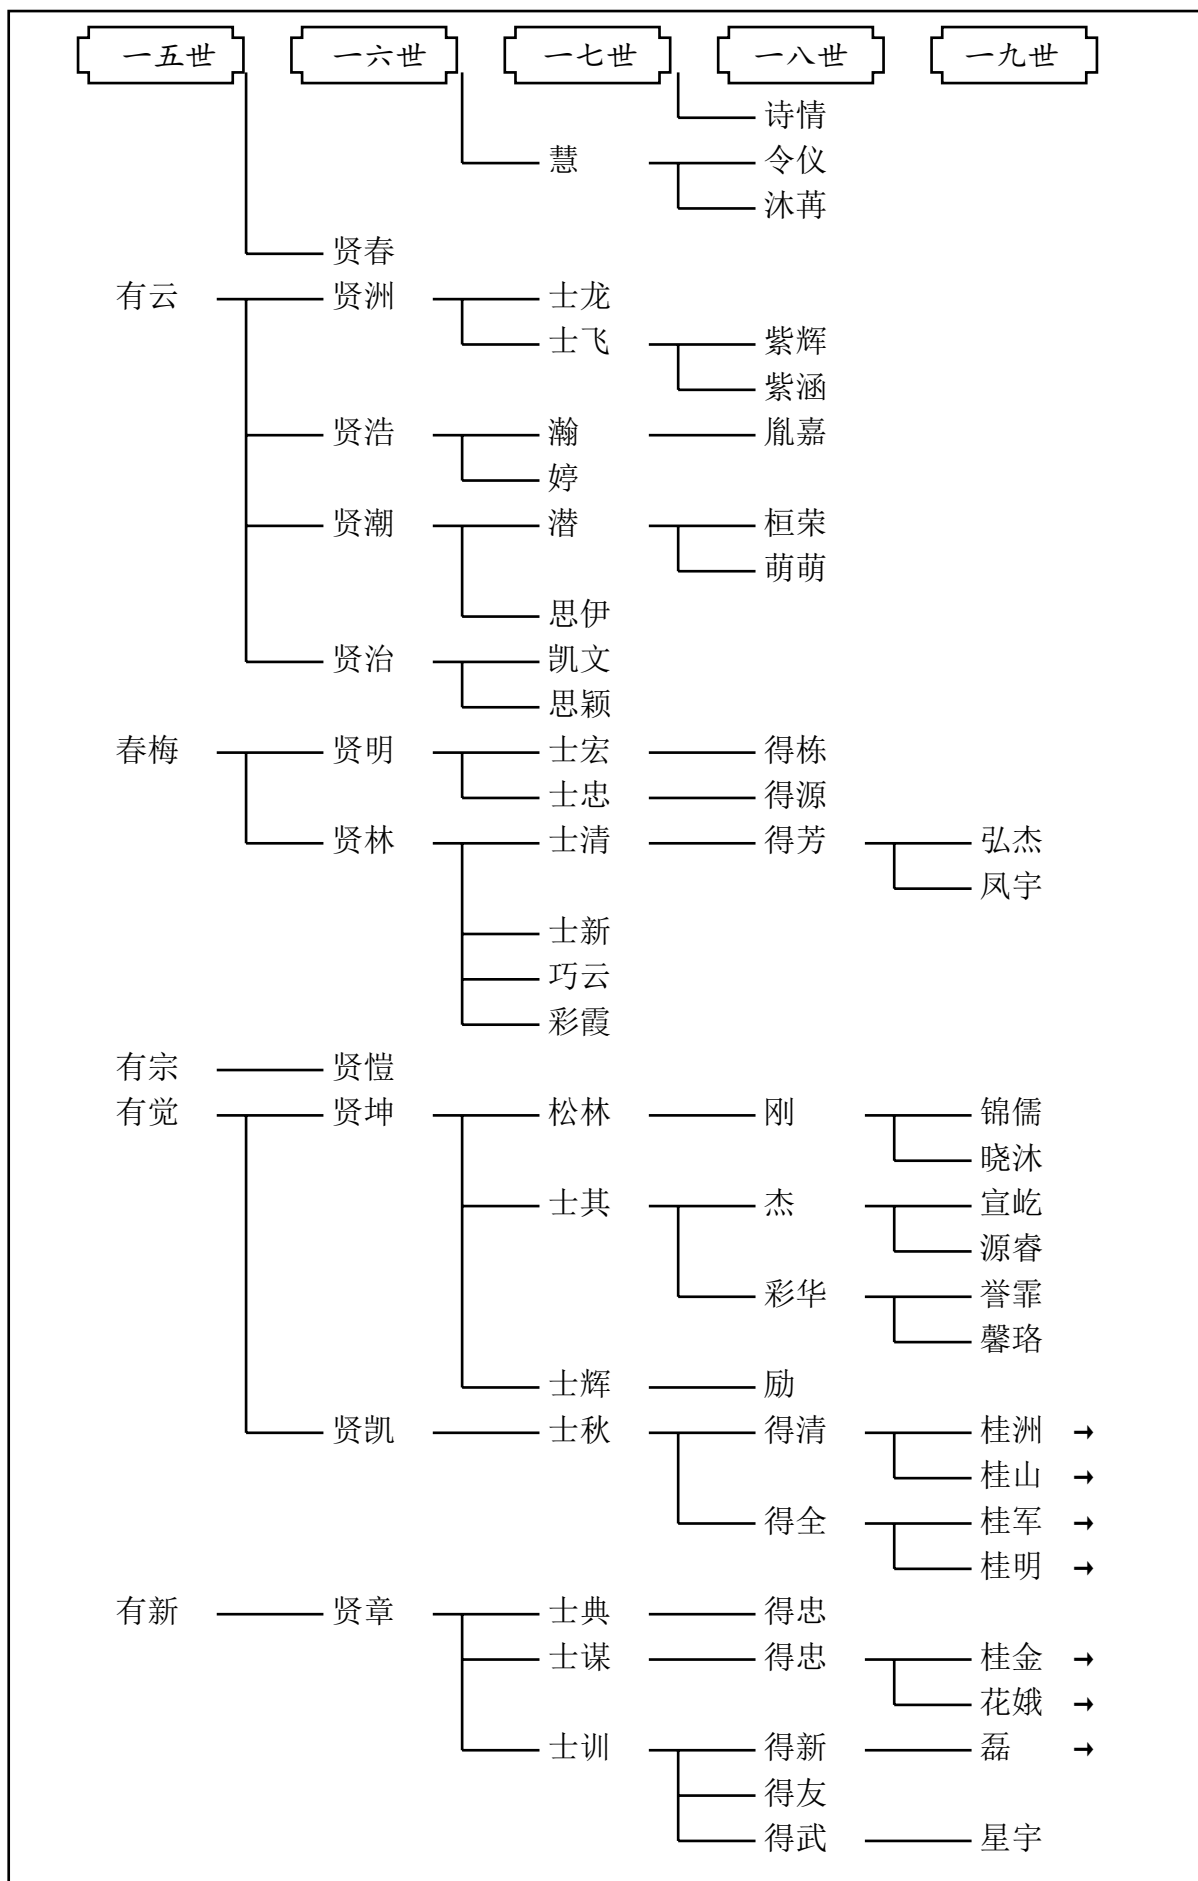 一五世 一六世 一七世 一八世 一九世
诗情
慧 令仪
沐苒
贤春
有云 贤洲 士龙
士飞 紫辉
紫涵
贤浩 瀚 胤嘉
婷
贤潮 潜 桓荣
萌萌
思伊
贤治 凯文
思颖
春梅 贤明 士宏 得栋
士忠 得源
贤林 士清 得芳 弘杰
凤宇
士新
巧云
彩霞
有宗 贤恺
有觉 贤坤 松林 刚 锦儒
晓沐
士其 杰 宣屹
源睿
彩华 誉霏
馨珞
士辉 励
贤凯 士秋 得清 桂洲 →
桂山 →
得全 桂军 →
桂明 →
有新 贤章 士典 得忠
士谋 得忠 桂金 →
花娥 →
士训 得新 磊 →
得友
得武 星宇